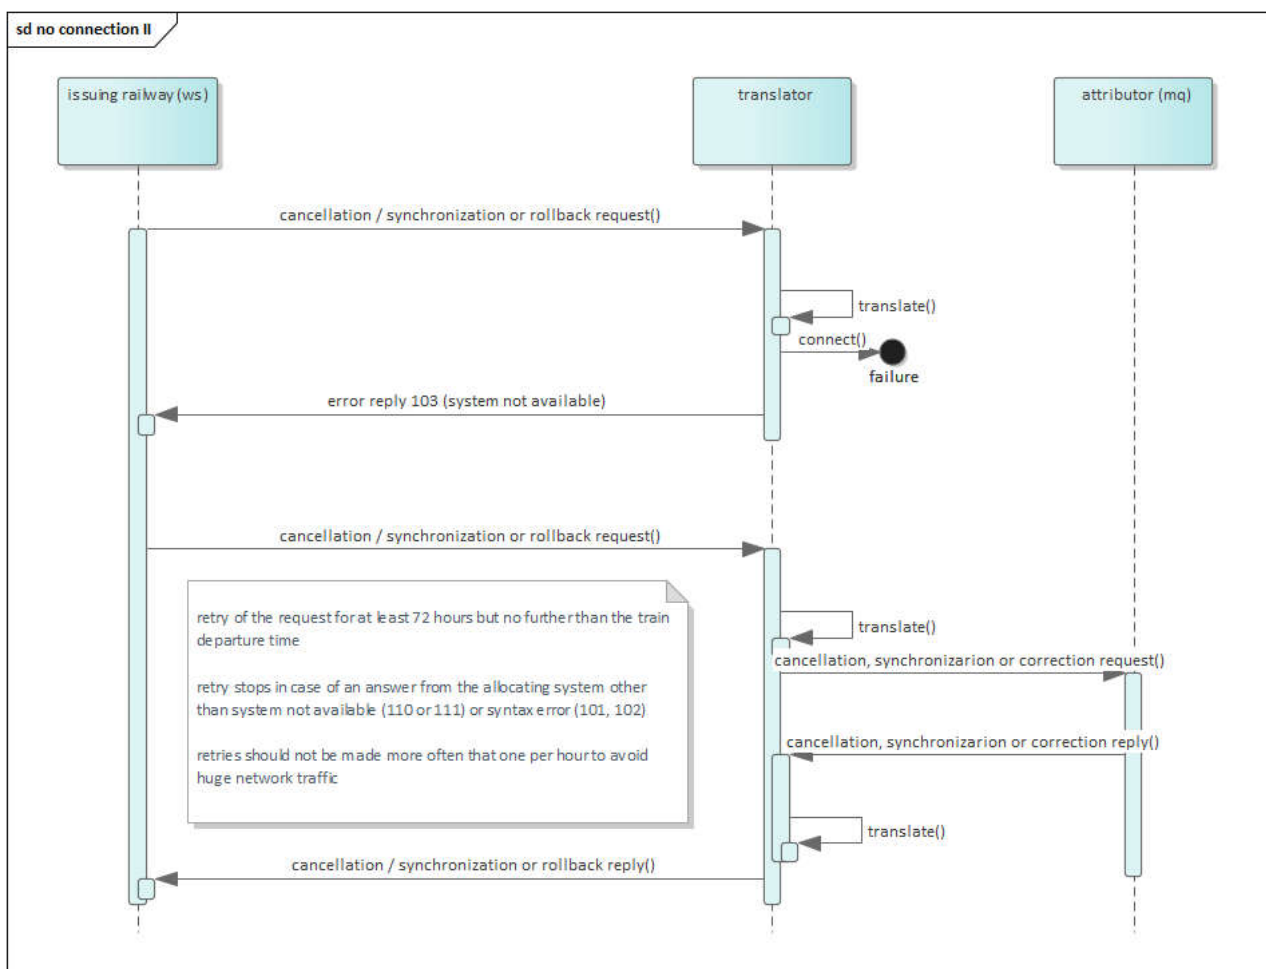 sd no connection II
issuing railway (ws)
translator
attributor (mq)
cancellation / synchronization or rollback request()
translate()
connect()
failure
error reply 103 (system not available)
cancellation / synchronization or rollback request()
retry of the request for at least 72 hours but no further than the train
departure time
retry stops in case of an answer from the allocating system other
than system not available (110 or 111) or syntax error (101, 102)
retries should not be made more often that one per hour to avoid
huge network traffic
translate()
cancellation, synchronizarion or correction request()
cancellation, synchronizarion or correction reply()
translate()
cancellation / synchronization or rollback reply()